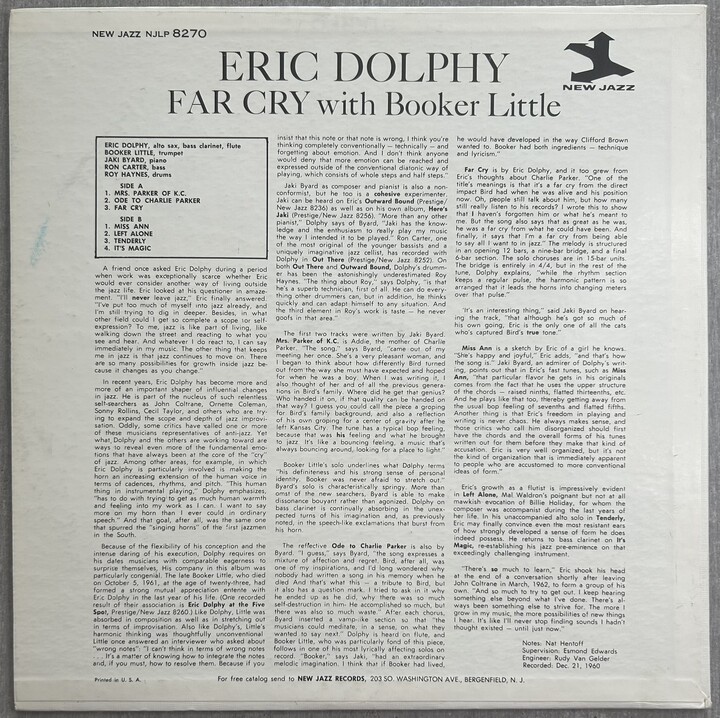 NEW JAZZ NJLP 8270
ERIC DOLPHY
FAR CRY with Booker Little
NEW JAZZ
ERIC DOLPHY, alto sax, bass clarinet, flute
BOOKER LITTLE, trumpet
JAKI BYARD, piano
RON CARTER, bass
ROY HAYNES, drums
SIDE A
1. MRS. PARKER OF K.C.
2. ODE TO CHARLIE PARKER
3. FAR CRY
SIDE B
1. MISS ANN
2. LEFT ALONE
3. TENDERLY
4. IT'S MAGIC
A friend once asked Eric Dolphy during a period
when work was exceptionally scarce whether Eric
would ever consider another way of living outside
the jazz life. Eric looked at his questioner in amaze-
ment. "I'll never leave jazz," Eric finally answered.
"I've put too much of myself into jazz already, and
I'm still trying to dig in deeper. Besides, in what
other field could I get so complete a scope for self-
expression? To me, jazz is like part of living, like
walking down the street and reacting to what you
see and hear. And whatever I do react to, I can say
immediately in my music. The other thing that keeps
me in jazz is that jazz continues to move on. There
are so many possibilities for growth inside jazz be-
cause it changes as you change."
In recent years, Eric Dolphy has become more and
more of an important shaper of influential changes
in jazz. He is part of the nucleus of such relentless
self-searchers as John Coltrane, Ornette Coleman,
Sonny Rollins, Cecil Taylor, and others who are try-
ing to expand the scope and depth of jazz improvi-
sation. Oddly, some critics have called one or more
of these musicians representatives of anti-jazz. Yet
what Dolphy and the others are working toward are
ways to reveal even more of the fundamental emo-
tions that have always been at the core of the "cry"
of jazz. Among other areas, for example, in which
Eric Dolphy is particularly involved is making the
horn an increasing extension of the human voice in
terms of cadences, rhythms, and pitch. "This human
thing in instrumental playing," Dolphy emphasizes,
"has to do with trying to get as much human warmth
and feeling into my work as I can. I want to say
more on my horn than I ever could in ordinary
speech." And that goal, after all, was the same one
that spurred the "singing horns" of the first jazzmen
in the South.
Because of the flexibility of his conception and the
intense daring of his execution, Dolphy requires on
his dates musicians with comparable eagerness to
surprise themselves. His companion in this album was
particularly congenial. The late Booker Little, who died
on October 5, 1961, at the age of twenty-three, had
formed a strong mutual appreciation entente with
Eric Dolphy in the last year of his life. (One recorded
result of their association is Eric Dolphy at the Five
Spot, Prestige/New Jazz 8260.) Like Dolphy, Little was
absorbed in composition as well as in stretching out
in terms of improvisation. Also like Dolphy's, Little's
harmonic thinking was thoughtfully unconventional.
Little once answered an interviewer who asked about
"wrong notes": "I can't think in terms of wrong notes
. . . It's a matter of knowing how to integrate the notes
and, if you must, how to resolve them. Because if you
insist that this note or that note is wrong, I think you're
thinking completely conventionally — technically — and
forgetting about emotion. And I don't think anyone
would deny that more emotion can be reached and
expressed outside of the conventional diatonic way of
playing, which consists of whole steps and half steps."
Jaki Byard as composer and pianist is also a non-
conformist, but he too is a cohesive experimenter.
Jaki can be heard on Eric's Outward Bound (Prestige/
New Jazz 8236) as well as on his own album, Here's
Jaki (Prestige/New Jazz 8256). "More than any other
pianist," Dolphy says of Byard, "Jaki has the know-
ledge and the enthusiasm to really play my music
the way I intended it to be played." Ron Carter, one
of the most original of the younger bassists and a
uniquely imaginative jazz cellist, has recorded with
Dolphy in Out There (Prestige/New Jazz 8252). On
both Out There and Outward Bound, Dolphy's drum-
mer has been the astonishingly underestimated Roy
Haynes. "The thing about Roy," says Dolphy, "is that
he's a superb technician, first of all. He can do every-
thing other drummers can, but in addition, he thinks
quickly and can adapt himself to any situation. And
the third element in Roy's work is taste — he never
goofs in that area."
The first two tracks were written by Jaki Byard.
Mrs. Parker of K.C. is Addie, the mother of Charlie
Parker. "The song," says Byard, "came out of my
meeting her once. She's a very pleasant woman, and
I began to think about how differently Bird turned
out from the way she must have expected and hoped
for when he was a boy. When I was writing it, I
also thought of her and of all the previous genera-
tions in Bird's family. Where did he get that genius?
Who handed it on, if that quality can be handed on
that way? I guess you could call the piece a groping
for Bird's family background, and also a reflection
of his own groping for a center of gravity after he
left Kansas City. The tune has a typical bop feeling,
because that was his feeling and what he brought
to jazz. It's like a bouncing feeling, a music that's
always bouncing around, looking for a place to light."
Booker Little's solo underlines what Dolphy terms
"his definiteness and his strong sense of personal
identity. Booker was never afraid to stretch out."
Byard's solo is characteristically springy. More than
most of the new searchers, Byard is able to make
dissonance buoyant rather than agonized. Dolphy on
bass clarinet is continually absorbing in the unex-
pected turns of his imagination and, as previously
noted, in the speech-like exclamations that burst from
his horn.
The reflective Ode to Charlie Parker is also by
Byard. "I guess," says Byard, "the song expresses a
mixture of affection and regret. Bird, after all, was
one of my inspirations, and I'd long wondered why
nobody had written a song in his memory when he
died. And that's what this is — a tribute to Bird, but
it also has a question mark. I tried to ask in it why
he ended up as he did, why there was so much
self-destruction in him. He accomplished so much, but
there was also so much waste." After each chorus,
Byard inserted a vamp-like section so that "the
musicians could meditate, in a sense, on what they
wanted to say next." Dolphy is heard on flute, and
Booker Little, who was particularly fond of this piece,
follows in one of his most lyrically affecting solos on
record. "Booker," says Jaki, "had an extraordinary
melodic imagination. I think that if Booker had lived,
he would have developed in the way Clifford Brown
wanted to. Booker had both ingredients — technique
and lyricism."
Far Cry is by Eric Dolphy, and it too grew from
Eric's thoughts about Charlie Parker. "One of the
title's meanings is that it's a far cry from the direct
impact Bird had when he was alive and his position
now. Oh, people still talk about him, but how many
still really listen to his records? I wrote this to show
that I haven't forgotten him or what he's meant to
me. But the song also says that as great as he was,
he was a far cry from what he could have been. And
finally, it says that I'm a far cry from being able
to say all I want to in jazz." The melody is structured
in an opening 12 bars, a nine-bar bridge, and a final
6-bar section. The solo choruses are in 15-bar units.
The bridge is entirely in 4/4, but in the rest of the
tune, Dolphy explains, "while the rhythm section
keeps a regular pulse, the harmonic pattern is so
arranged that it leads the horns into changing meters
over that pulse."
"It's an interesting thing," said Jaki Byard on hear-
ing the track, "that although he's got so much of
his own going, Eric is the only one of all the cats
who's captured Bird's true tone."
Miss Ann is a sketch by Eric of a girl he knows.
"She's happy and joyful," Eric adds, "and that's how
the song is." Jaki Byard, an admirer of Dolphy's writ-
ing, points out that in Eric's fast tunes, such as Miss
Ann, "that particular flavor he gets in his originals
comes from the fact that he uses the upper structure
of the chords — raised ninths, flatted thirteenths, etc.
And he plays like that too, thereby getting away from
the usual bop feeling of sevenths and flatted fifths.
Another thing is that Eric's freedom in playing and
writing is never chaos. He always makes sense, and
those critics who call him disorganized should first
have the chords and the overall forms of his tunes
written out for them before they make that kind of
accusation. Eric is very well organized, but it's not
the kind of organization that is immediately apparent
to people who are accustomed to more conventional
ideas of form."
Eric's growth as a flutist is impressively evident
in Left Alone, Mal Waldron's poignant but not at all
mawkish evocation of Billie Holiday, for whom the
composer was accompanist during the last years of
her life. In his unaccompanied alto solo in Tenderly,
Eric may finally convince even the most resistant ears
of how strongly developed a sense of form he does
indeed possess. He returns to bass clarinet on It's
Magic, re-establishing his jazz pre-eminence on that
exceedingly challenging instrument.
"There's so much to learn," Eric shook his head
at the end of a conversation shortly after leaving
John Coltrane in March, 1962, to form a group of his
own. "And so much to try to get out. I keep hearing
something else beyond what I've done. There's al-
ways been something else to strive for. The more I
grow in my music, the more possibilities of new things
I hear. It's like I'll never stop finding sounds I hadn't
thought existed — until just now."
Notes: Nat Hentoff
Supervision: Esmond Edwards
Engineer: Rudy Van Gelder
Recorded: Dec. 21, 1960
Printed in U. S. A.
For free catalog send to NEW JAZZ RECORDS, 203 SO. WASHINGTON AVE., BERGENFIELD, N. J.